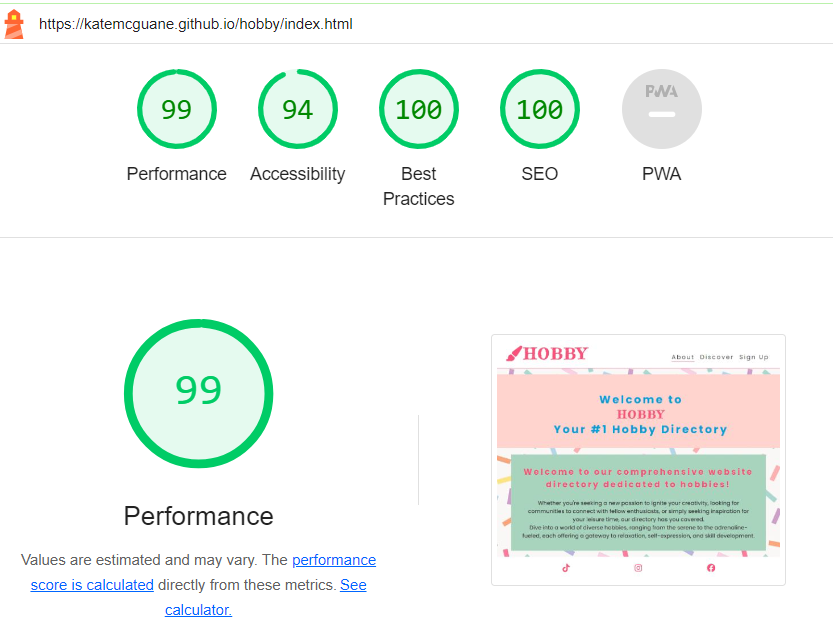 https://katemcguane.github.io/hobby/index.html
99
94
100
100
PWA
Performance
Accessibility
Best
Practices
SEO
PWA
99
Performance
Values are estimated and may vary. The performance
score is calculated directly from these metrics. See
calculator.
HOBBY
About Discover Sign Up
Welcome to
HOBBY
Your #1 Hobby Directory
Welcome to our comprehensive website
directory dedicated to hobbies!
Whether you're seeking a new passion to ignite your creativity, looking for
communities to connect with fellow enthusiasts, or simply seeking inspiration for
your leisure time, our directory has you covered.
Dive into a world of diverse hobbies, ranging from the serene to the adrenaline-
fueled, each offering a gateway to relaxation, self-expression, and skill development.